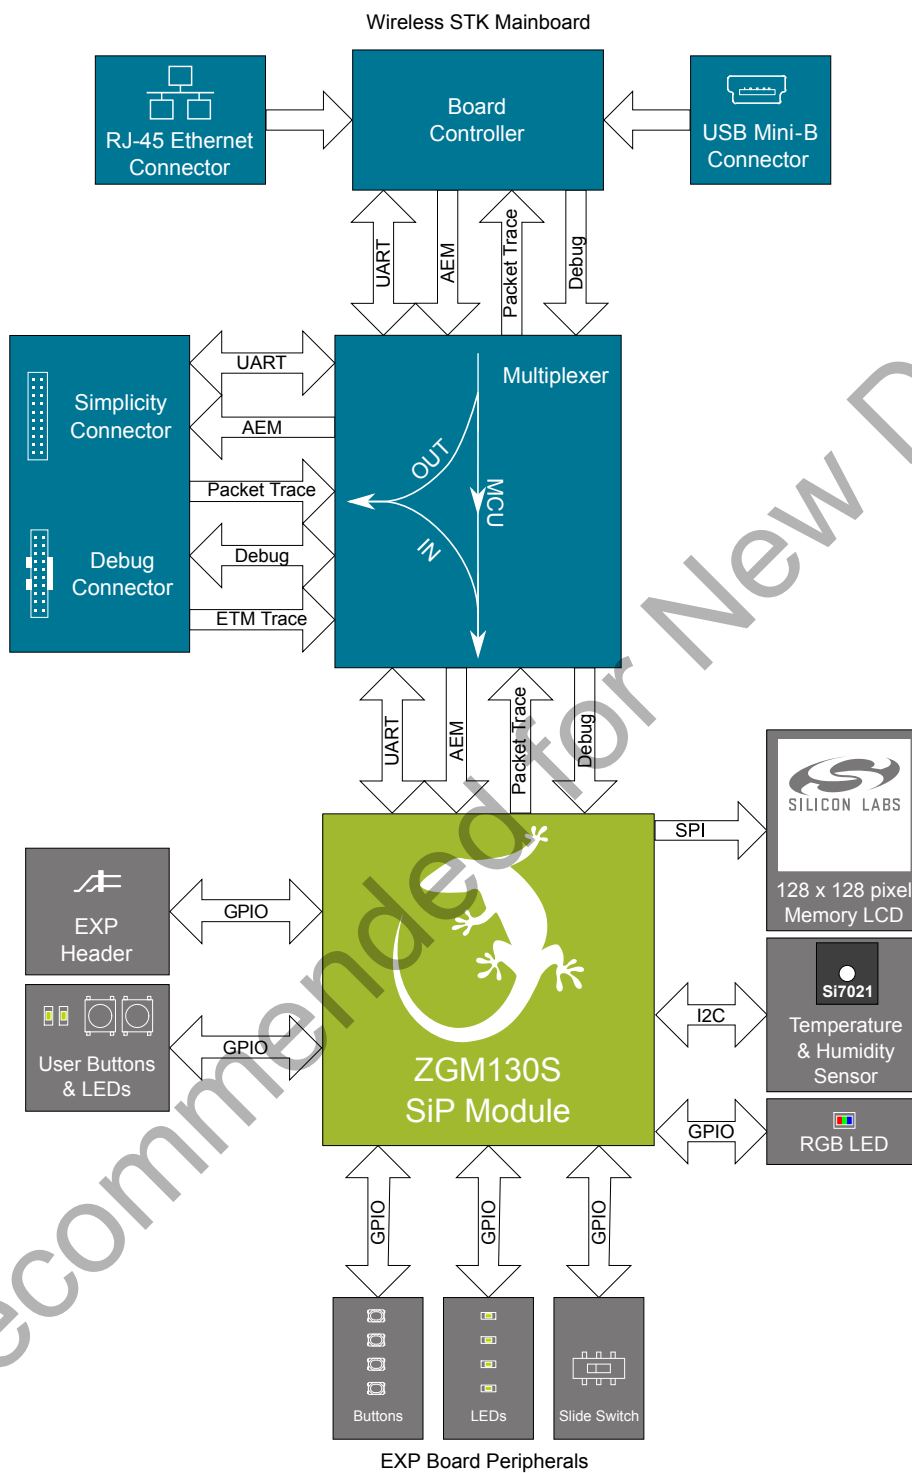 Wireless STK Mainboard
RJ-45 Ethernet
Connector
Board
Controller
USB Mini-B
Connector
UART
AEM
Packet Trace
Debug
Simplicity
Connector
Debug
Connector
UART
AEM
Packet Trace
Debug
ETM Trace
Multiplexer
OUT
MCU
IN
UART
AEM
Packet Trace
Debug
SPI
SILICON LABS
128 x 128 pixel
Memory LCD
EXP
Header
GPIO
User Buttons
& LEDs
GPIO
ZGM130S
SiP Module
I2C
Si7021
Temperature
& Humidity
Sensor
GPIO
RGB LED
GPIO
GPIO
GPIO
Buttons
LEDs
Slide Switch
EXP Board Peripherals
ecommended for New D